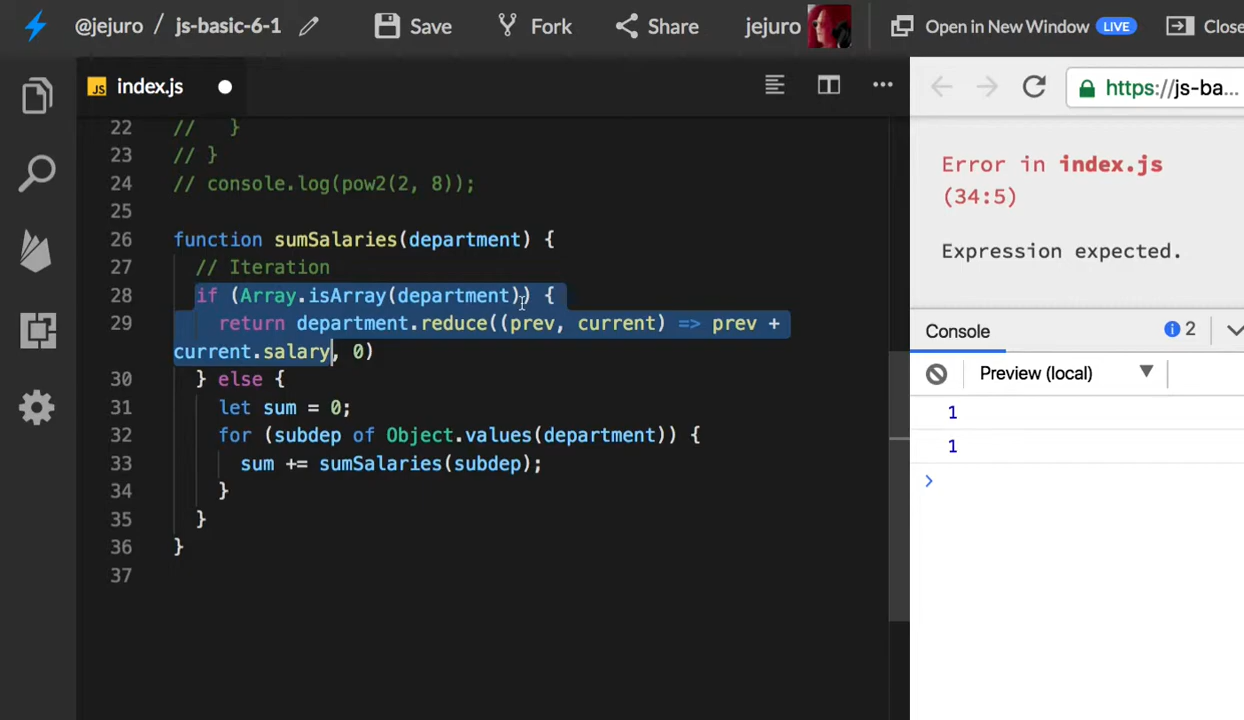 @jejuro / js-basic-6-1 Save Fork Share jejuro Open in New Window LIVE Close
JS index.js https://js-ba...
22 //   }
23 // }
24 // console.log(pow2(2, 8));
25
26 function sumSalaries(department) {
27   // Iteration
28   if (Array.isArray(department)) {
29     return department.reduce((prev, current) => prev +
current.salary, 0)
30   } else {
31     let sum = 0;
32     for (subdep of Object.values(department)) {
33       sum += sumSalaries(subdep);
34     }
35   }
36 }
37
Error in index.js
(34:5)
Expression expected.
Console 2
Preview (local)
1
1